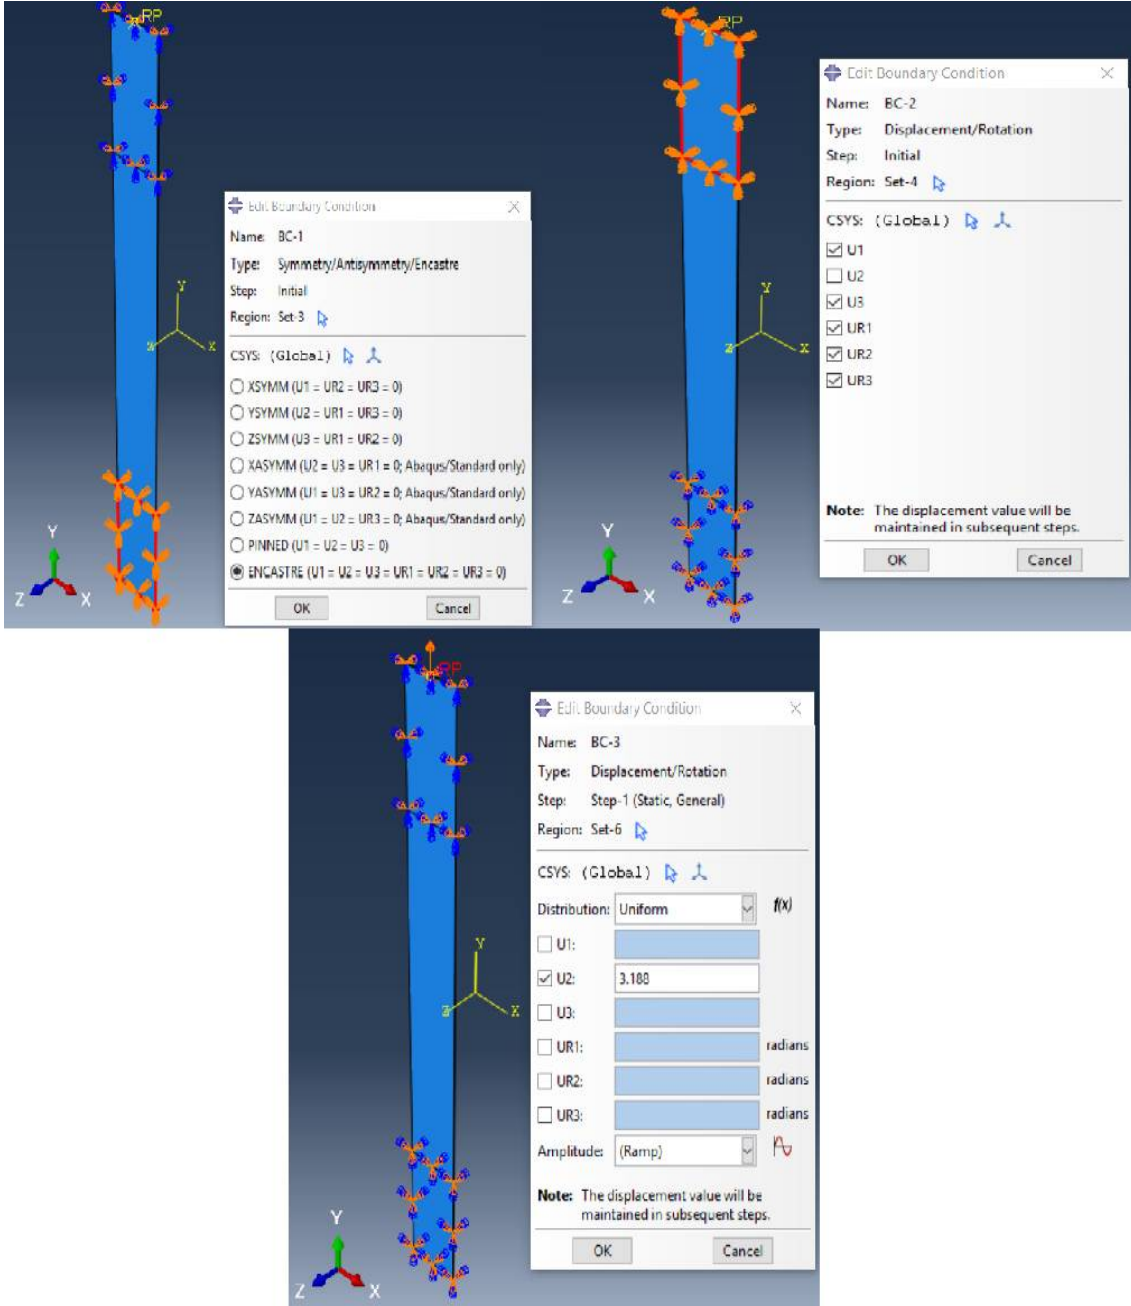 RP
Edit Boundary Condition
Name: BC-1
Type: Symmetry/Antisymmetry/Encastre
Step: Initial
Region: Set-3
CSYS: (Global)
XSYMM (U1 = UR2 = UR3 = 0)
YSYMM (U2 = UR1 = UR3 = 0)
ZSYMM (U3 = UR1 = UR2 = 0)
XASYMM (U2 = U3 = UR1 = 0; Abaqus/Standard only)
YASYMM (U1 = U3 = UR2 = 0; Abaqus/Standard only)
ZASYMM (U1 = U2 = UR3 = 0; Abaqus/Standard only)
PINNED (U1 = U2 = U3 = 0)
ENCASTRE (U1 = U2 = U3 = UR1 = UR2 = UR3 = 0)
OK Cancel
Y
Z X
Y
Z X
RP
Edit Boundary Condition
Name: BC-2
Type: Displacement/Rotation
Step: Initial
Region: Set-4
CSYS: (Global)
U1
U2
U3
UR1
UR2
UR3
Note: The displacement value will be
maintained in subsequent steps.
OK Cancel
Y
Z X
Y
Z X
RP
Edit Boundary Condition
Name: BC-3
Type: Displacement/Rotation
Step: Step-1 (Static, General)
Region: Set-6
CSYS: (Global)
Distribution: Uniform f(x)
U1:
U2: 3.188
U3:
UR1: radians
UR2: radians
UR3: radians
Amplitude: (Ramp)
Note: The displacement value will be
maintained in subsequent steps.
OK Cancel
Y
Z X
Y
Z X